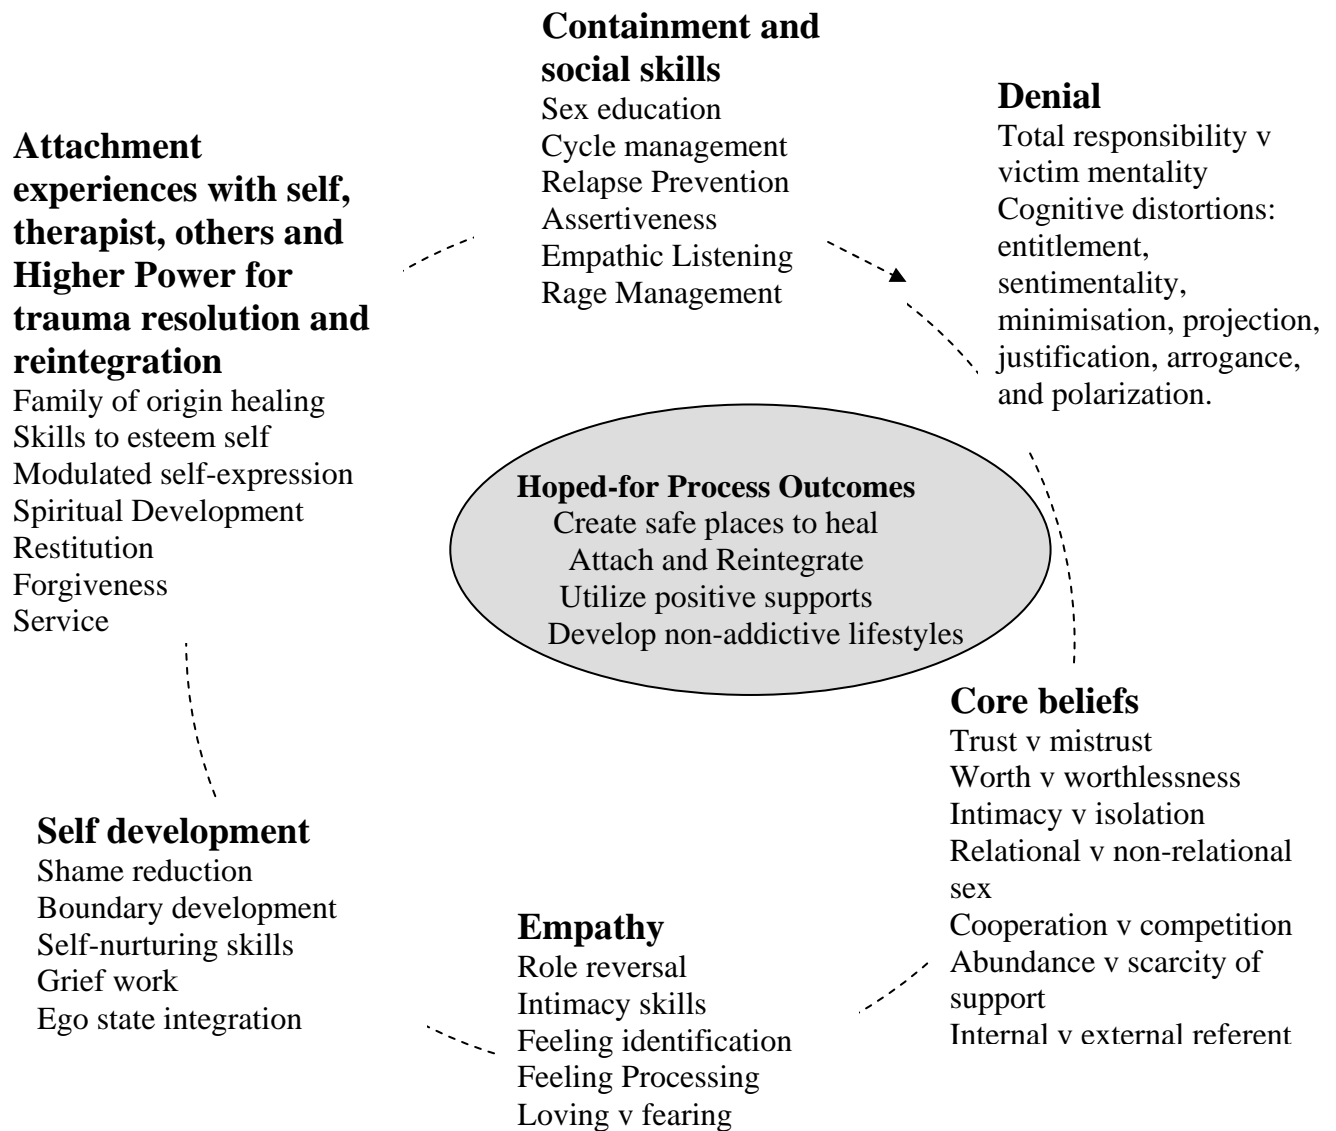 Containment and
social skills
Sex education
Cycle management
Relapse Prevention
Assertiveness
Empathic Listening
Rage Management
Denial
Total responsibility v
victim mentality
Cognitive distortions:
entitlement,
sentimentality,
minimisation, projection,
justification, arrogance,
and polarization.
Attachment
experiences with self,
therapist, others and
Higher Power for
trauma resolution and
reintegration
Family of origin healing
Skills to esteem self
Modulated self-expression
Spiritual Development
Restitution
Forgiveness
Service
Hoped-for Process Outcomes
Create safe places to heal
Attach and Reintegrate
Utilize positive supports
Develop non-addictive lifestyles
Core beliefs
Trust v mistrust
Worth v worthlessness
Intimacy v isolation
Relational v non-relational
sex
Cooperation v competition
Abundance v scarcity of
support
Internal v external referent
Self development
Shame reduction
Boundary development
Self-nurturing skills
Grief work
Ego state integration
Empathy
Role reversal
Intimacy skills
Feeling identification
Feeling Processing
Loving v fearing